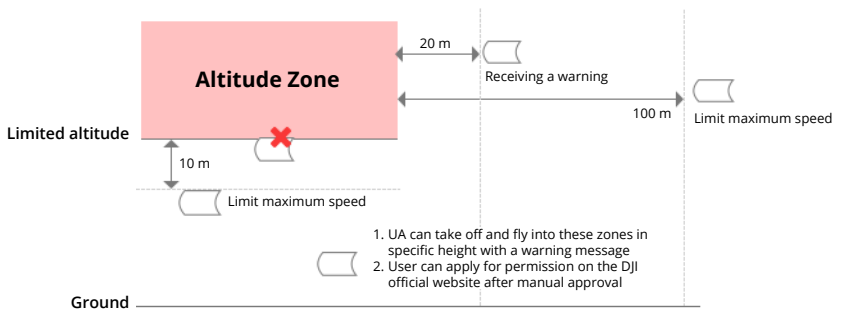 20 m
Receiving a warning
Altitude Zone
100 m
Limit maximum speed
Limited altitude
10 m
Limit maximum speed
1. UA can take off and fly into these zones in
specific height with a warning message
2. User can apply for permission on the DJI
official website after manual approval
Ground